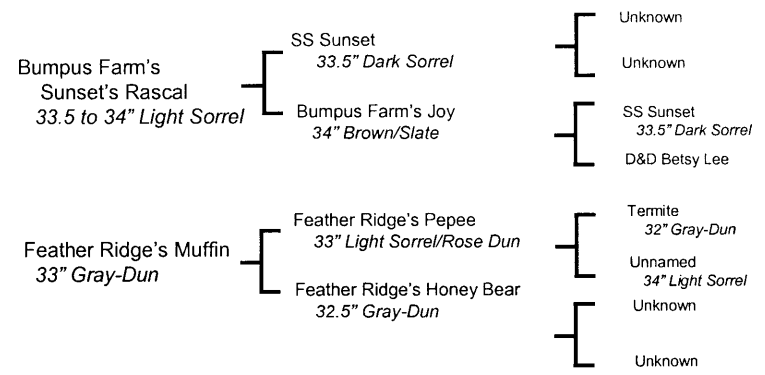 Bumpus Farm's
Sunset's Rascal
33.5 to 34" Light Sorrel
SS Sunset
33.5" Dark Sorrel
Bumpus Farm's Joy
34" Brown/Slate
Unknown
Unknown
SS Sunset
33.5" Dark Sorrel
D&D Betsy Lee
Feather Ridge's Muffin
33" Gray-Dun
Feather Ridge's Pepee
33" Light Sorrel/Rose Dun
Feather Ridge's Honey Bear
32.5" Gray-Dun
Termite
32" Gray-Dun
Unnamed
34" Light Sorrel
Unknown
Unknown